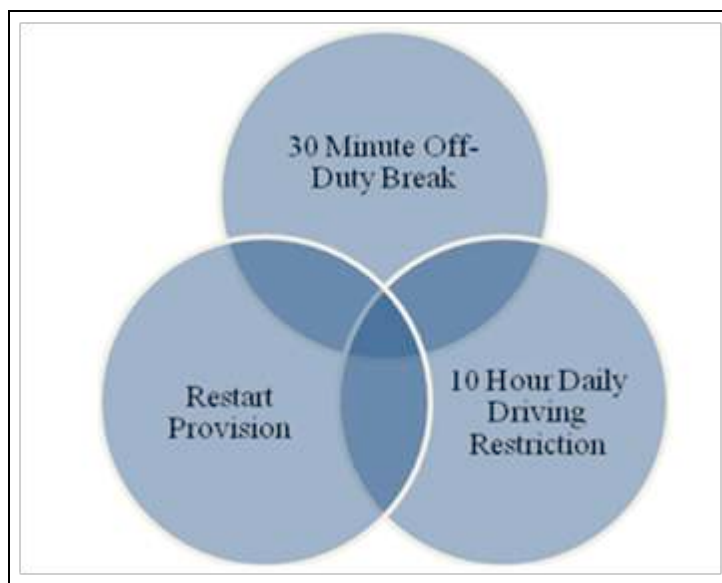 30 Minute Off-
Duty Break
Restart
Provision
10 Hour Daily
Driving
Restriction